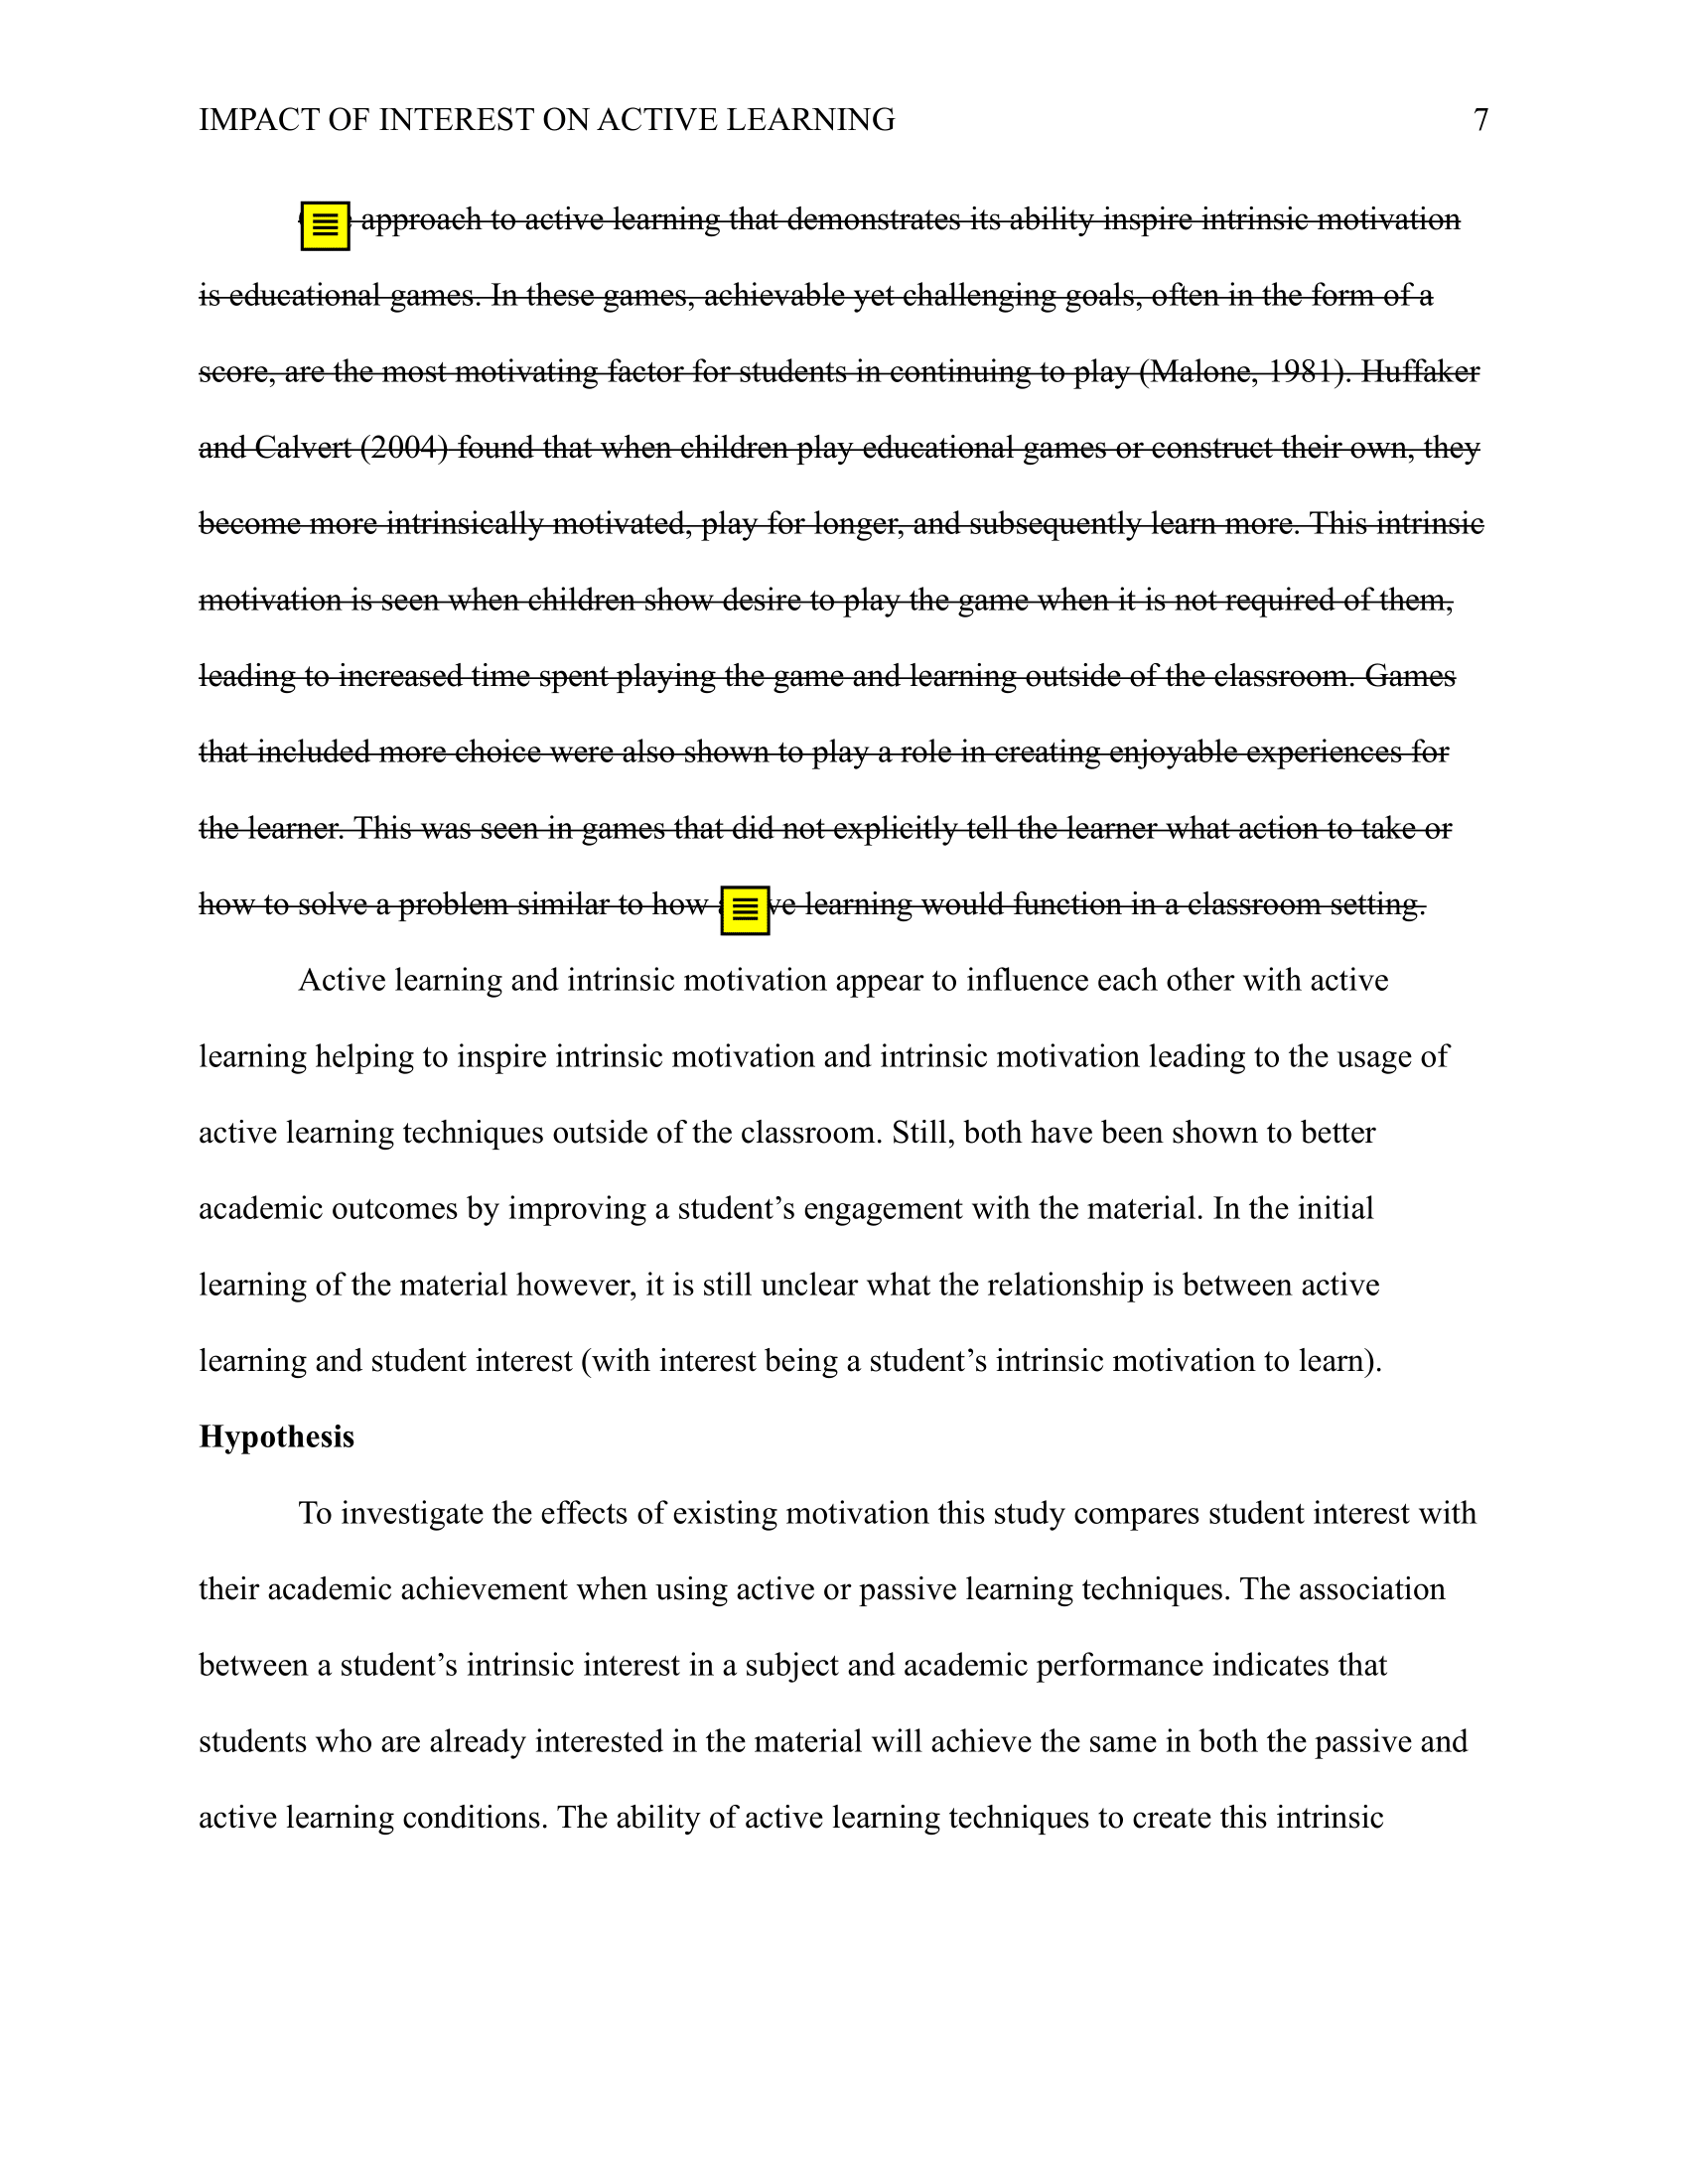 IMPACT OF INTEREST ON ACTIVE LEARNING 7
approach to active learning that demonstrates its ability inspire intrinsic motivation
is educational games. In these games, achievable yet challenging goals, often in the form of a
score, are the most motivating factor for students in continuing to play (Malone, 1981). Huffaker
and Calvert (2004) found that when children play educational games or construct their own, they
become more intrinsically motivated, play for longer, and subsequently learn more. This intrinsic
motivation is seen when children show desire to play the game when it is not required of them,
leading to increased time spent playing the game and learning outside of the classroom. Games
that included more choice were also shown to play a role in creating enjoyable experiences for
the learner. This was seen in games that did not explicitly tell the learner what action to take or
how to solve a problem similar to how learning would function in a classroom setting.
Active learning and intrinsic motivation appear to influence each other with active
learning helping to inspire intrinsic motivation and intrinsic motivation leading to the usage of
active learning techniques outside of the classroom. Still, both have been shown to better
academic outcomes by improving a student’s engagement with the material. In the initial
learning of the material however, it is still unclear what the relationship is between active
learning and student interest (with interest being a student’s intrinsic motivation to learn).
Hypothesis
To investigate the effects of existing motivation this study compares student interest with
their academic achievement when using active or passive learning techniques. The association
between a student’s intrinsic interest in a subject and academic performance indicates that
students who are already interested in the material will achieve the same in both the passive and
active learning conditions. The ability of active learning techniques to create this intrinsic